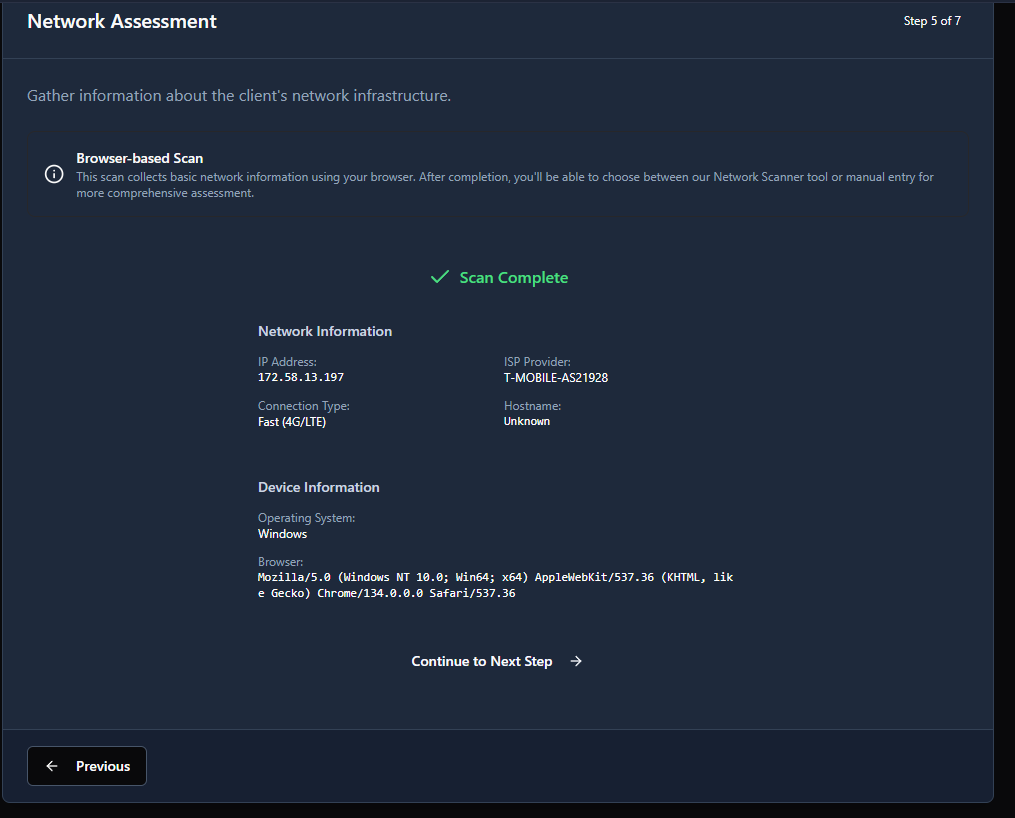 Network Assessment
Step 5 of 7
Gather information about the client's network infrastructure.
Browser-based Scan
This scan collects basic network information using your browser. After completion, you'll be able to choose between our Network Scanner tool or manual entry for
more comprehensive assessment.
Scan Complete
Network Information
IP Address:
172.58.13.197
ISP Provider:
T-MOBILE-AS21928
Connection Type:
Fast (4G/LTE)
Hostname:
Unknown
Device Information
Operating System:
Windows
Browser:
Mozilla/5.0 (Windows NT 10.0; Win64; x64) AppleWebKit/537.36 (KHTML, lik
e Gecko) Chrome/134.0.0.0 Safari/537.36
Continue to Next Step
Previous